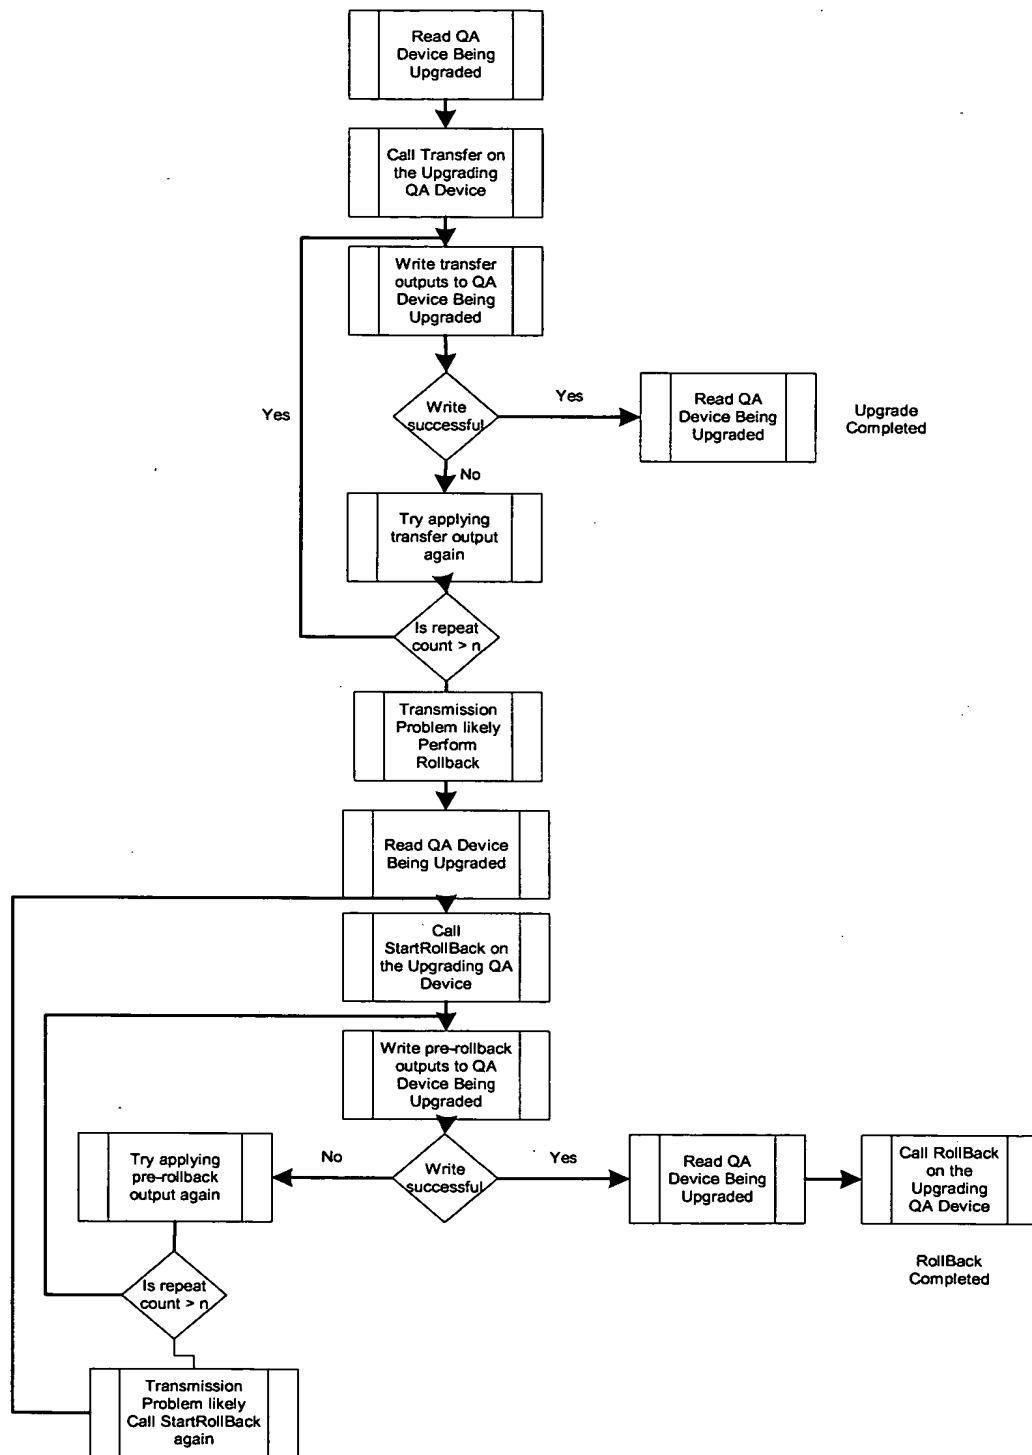 Read QA
Device Being
Upgraded
Call Transfer on
the Upgrading
QA Device
Write transfer
outputs to QA
Device Being
Upgraded
Yes
Write
successful
Yes
Read QA
Device Being
Upgraded
Upgrade
Completed
No
Try applying
transfer output
again
Is repeat
count > n
Transmission
Problem likely
Perform
Rollback
Read QA Device
Being Upgraded
Call
StartRollBack on
the Upgrading QA
Device
Write pre-rollback
outputs to QA
Device Being
Upgraded
Try applying
pre-rollback
output again
No
Write
successful
Yes
Read QA
Device Being
Upgraded
Call RollBack
on the
Upgrading
QA Device
RollBack
Completed
Is repeat
count > n
Transmission
Problem likely
Call StartRollBack
again